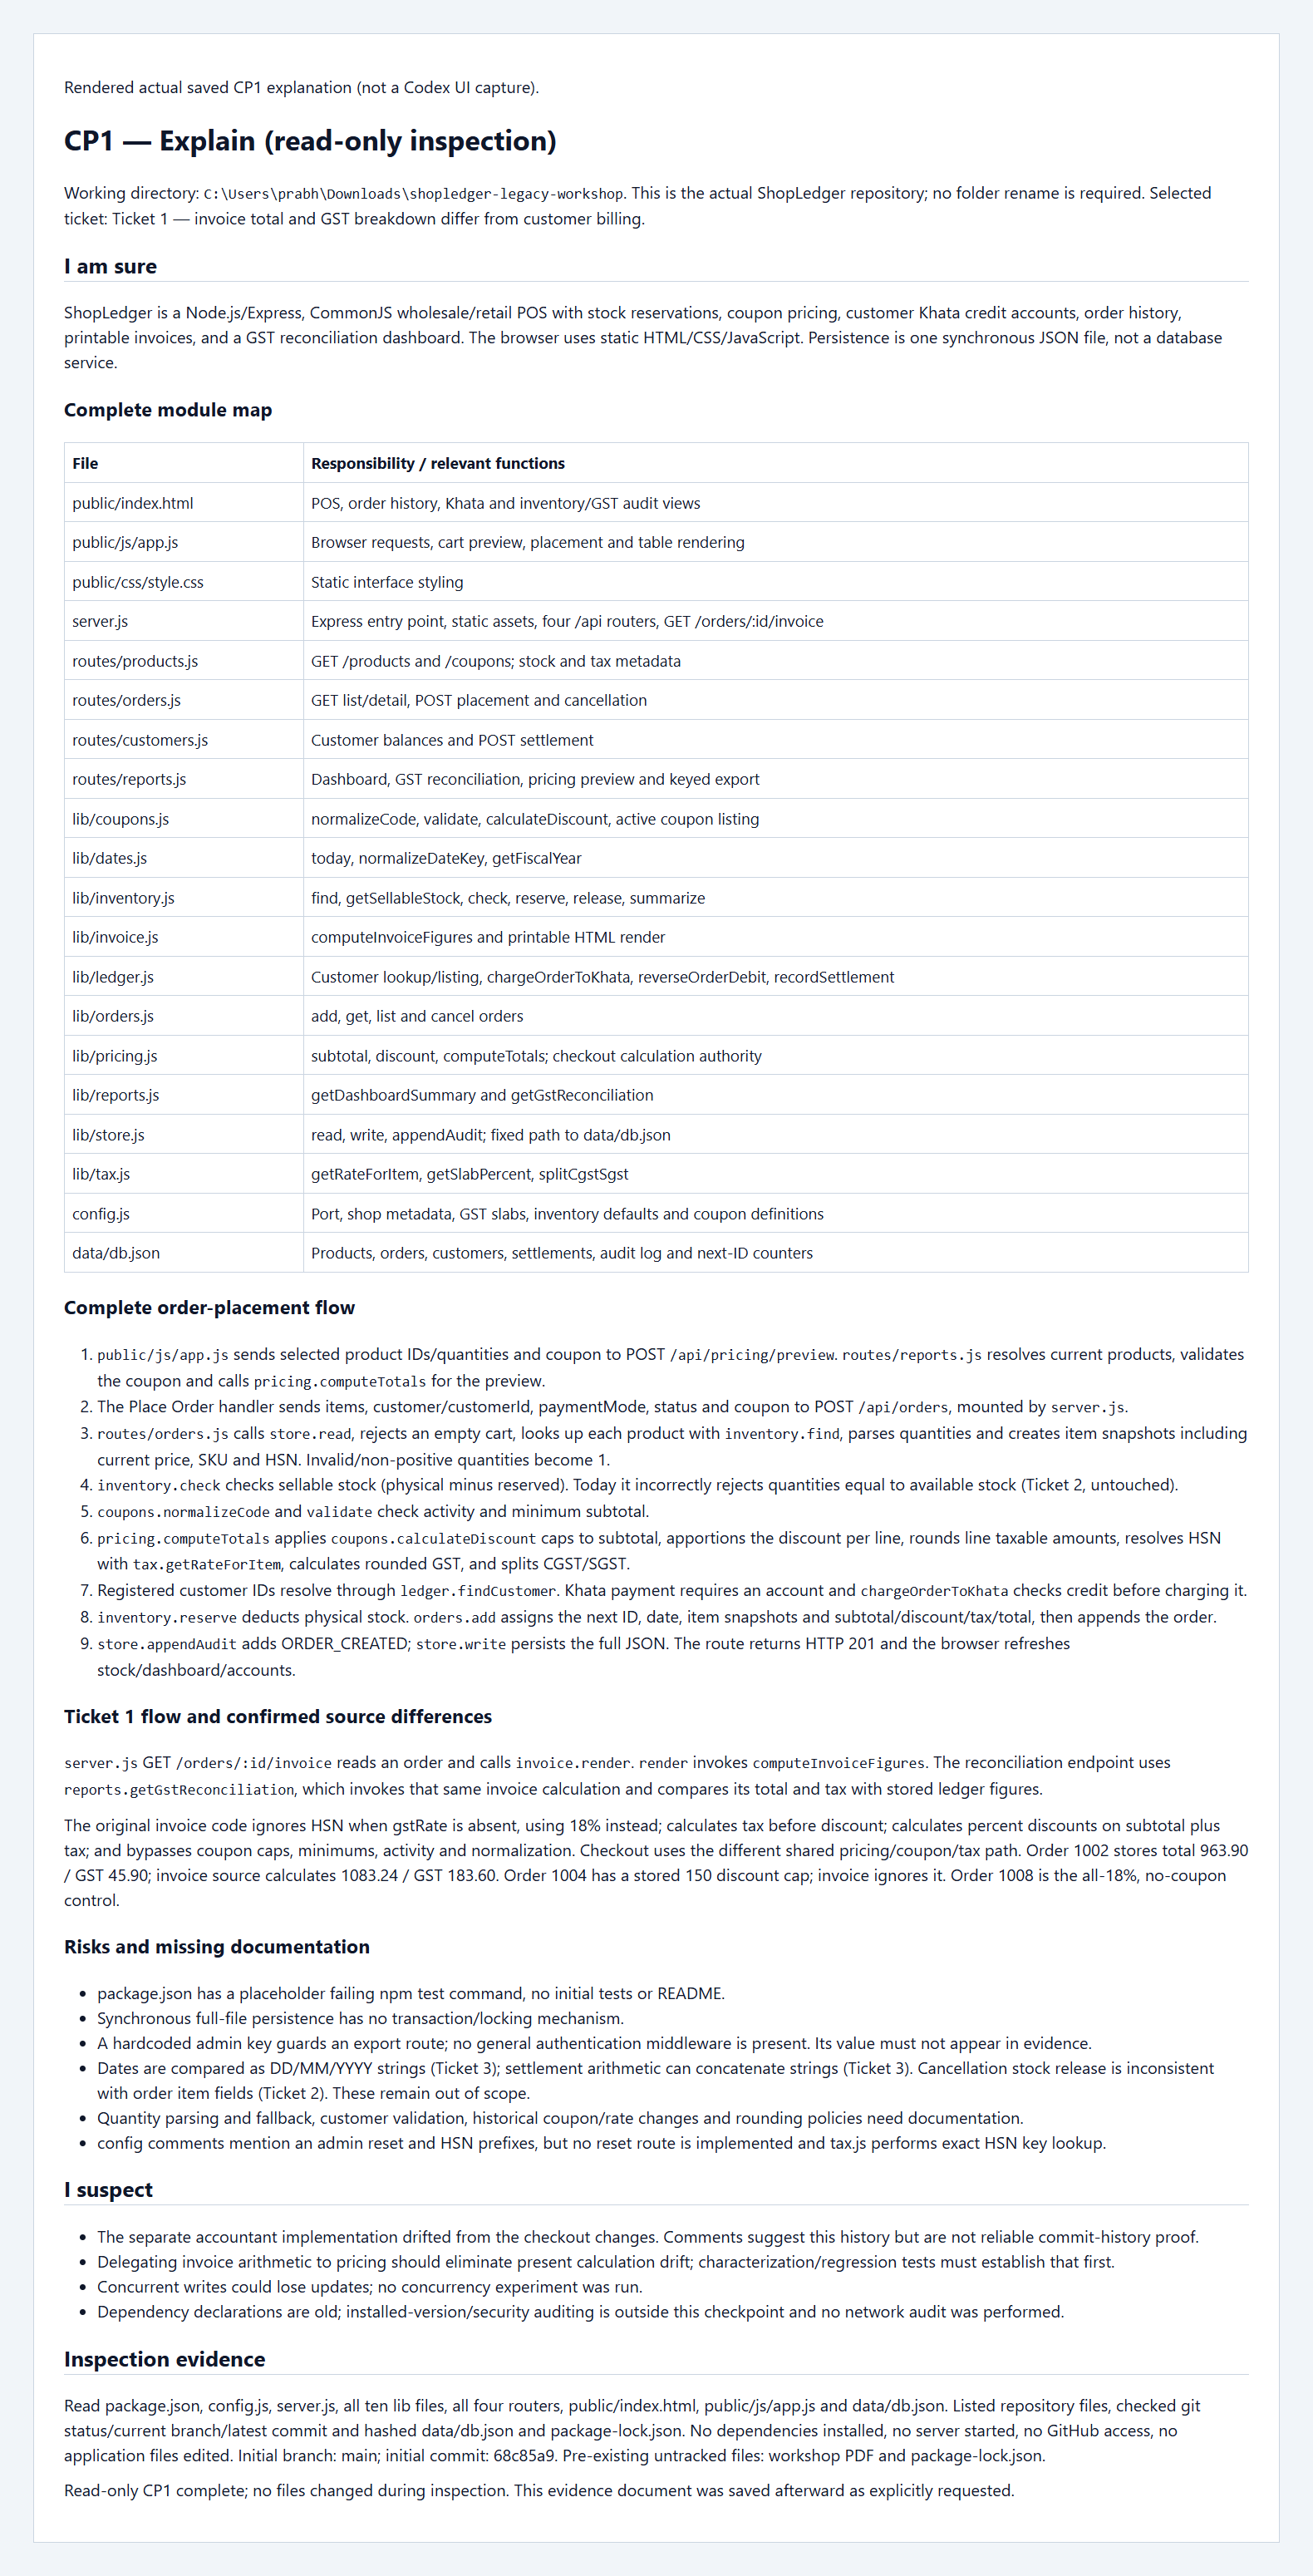 Rendered actual saved CP1 explanation (not a Codex UI capture).
CP1 — Explain (read-only inspection)
Working directory: C:\Users\prabh\Downloads\shopledger-legacy-workshop. This is the actual ShopLedger repository; no folder rename is required. Selected
ticket: Ticket 1 — invoice total and GST breakdown differ from customer billing.
I am sure
ShopLedger is a Node.js/Express, CommonJS wholesale/retail POS with stock reservations, coupon pricing, customer Khata credit accounts, order history,
printable invoices, and a GST reconciliation dashboard. The browser uses static HTML/CSS/JavaScript. Persistence is one synchronous JSON file, not a database
service.
Complete module map
File Responsibility / relevant functions
public/index.html POS, order history, Khata and inventory/GST audit views
public/js/app.js Browser requests, cart preview, placement and table rendering
public/css/style.css Static interface styling
server.js Express entry point, static assets, four /api routers, GET /orders/:id/invoice
routes/products.js GET /products and /coupons; stock and tax metadata
routes/orders.js GET list/detail, POST placement and cancellation
routes/customers.js Customer balances and POST settlement
routes/reports.js Dashboard, GST reconciliation, pricing preview and keyed export
lib/coupons.js normalizeCode, validate, calculateDiscount, active coupon listing
lib/dates.js today, normalizeDateKey, getFiscalYear
lib/inventory.js find, getSellableStock, check, reserve, release, summarize
lib/invoice.js computeInvoiceFigures and printable HTML render
lib/ledger.js Customer lookup/listing, chargeOrderToKhata, reverseOrderDebit, recordSettlement
lib/orders.js add, get, list and cancel orders
lib/pricing.js subtotal, discount, computeTotals; checkout calculation authority
lib/reports.js getDashboardSummary and getGstReconciliation
lib/store.js read, write, appendAudit; fixed path to data/db.json
lib/tax.js getRateForItem, getSlabPercent, splitCgstSgst
config.js Port, shop metadata, GST slabs, inventory defaults and coupon definitions
data/db.json Products, orders, customers, settlements, audit log and next-ID counters
Complete order-placement flow
1. public/js/app.js sends selected product IDs/quantities and coupon to POST /api/pricing/preview. routes/reports.js resolves current products, validates
the coupon and calls pricing.computeTotals for the preview.
2. The Place Order handler sends items, customer/customerId, paymentMode, status and coupon to POST /api/orders, mounted by server.js.
3. routes/orders.js calls store.read, rejects an empty cart, looks up each product with inventory.find, parses quantities and creates item snapshots including
current price, SKU and HSN. Invalid/non-positive quantities become 1.
4. inventory.check checks sellable stock (physical minus reserved). Today it incorrectly rejects quantities equal to available stock (Ticket 2, untouched).
5. coupons.normalizeCode and validate check activity and minimum subtotal.
6. pricing.computeTotals applies coupons.calculateDiscount caps to subtotal, apportions the discount per line, rounds line taxable amounts, resolves HSN
with tax.getRateForItem, calculates rounded GST, and splits CGST/SGST.
7. Registered customer IDs resolve through ledger.findCustomer. Khata payment requires an account and chargeOrderToKhata checks credit before charging it.
8. inventory.reserve deducts physical stock. orders.add assigns the next ID, date, item snapshots and subtotal/discount/tax/total, then appends the order.
9. store.appendAudit adds ORDER_CREATED; store.write persists the full JSON. The route returns HTTP 201 and the browser refreshes
stock/dashboard/accounts.
Ticket 1 flow and confirmed source differences
server.js GET /orders/:id/invoice reads an order and calls invoice.render. render invokes computeInvoiceFigures. The reconciliation endpoint uses
reports.getGstReconciliation, which invokes that same invoice calculation and compares its total and tax with stored ledger figures.
The original invoice code ignores HSN when gstRate is absent, using 18% instead; calculates tax before discount; calculates percent discounts on subtotal plus
tax; and bypasses coupon caps, minimums, activity and normalization. Checkout uses the different shared pricing/coupon/tax path. Order 1002 stores total 963.90
/ GST 45.90; invoice source calculates 1083.24 / GST 183.60. Order 1004 has a stored 150 discount cap; invoice ignores it. Order 1008 is the all-18%, no-coupon
control.
Risks and missing documentation
• package.json has a placeholder failing npm test command, no initial tests or README.
• Synchronous full-file persistence has no transaction/locking mechanism.
• A hardcoded admin key guards an export route; no general authentication middleware is present. Its value must not appear in evidence.
• Dates are compared as DD/MM/YYYY strings (Ticket 3); settlement arithmetic can concatenate strings (Ticket 3). Cancellation stock release is inconsistent
with order item fields (Ticket 2). These remain out of scope.
• Quantity parsing and fallback, customer validation, historical coupon/rate changes and rounding policies need documentation.
• config comments mention an admin reset and HSN prefixes, but no reset route is implemented and tax.js performs exact HSN key lookup.
I suspect
• The separate accountant implementation drifted from the checkout changes. Comments suggest this history but are not reliable commit-history proof.
• Delegating invoice arithmetic to pricing should eliminate present calculation drift; characterization/regression tests must establish that first.
• Concurrent writes could lose updates; no concurrency experiment was run.
• Dependency declarations are old; installed-version/security auditing is outside this checkpoint and no network audit was performed.
Inspection evidence
Read package.json, config.js, server.js, all ten lib files, all four routers, public/index.html, public/js/app.js and data/db.json. Listed repository files, checked git
status/current branch/latest commit and hashed data/db.json and package-lock.json. No dependencies installed, no server started, no GitHub access, no
application files edited. Initial branch: main; initial commit: 68c85a9. Pre-existing untracked files: workshop PDF and package-lock.json.
Read-only CP1 complete; no files changed during inspection. This evidence document was saved afterward as explicitly requested.